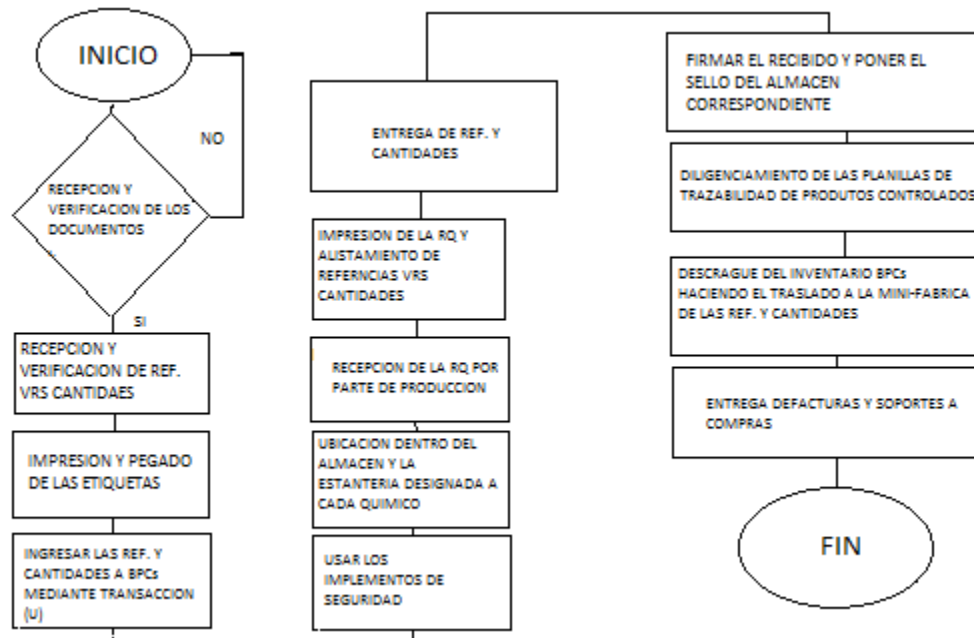 INICIO
NO
RECEPCION Y
VERIFICACION DE LOS
DOCUMENTOS
SI
RECEPCION Y
VERIFICACION DE REF.
VRS CANTIDAES
IMPRESION Y PEGADO
DE LAS ETIQUETAS
INGRESAR LAS REF. Y
CANTIDADES A BPCs
MEDIANTE TRANSACCION
(U)
ENTREGA DE REF. Y
CANTIDADES
IMPRESION DE LA RQ Y
ALISTAMIENTO DE
REFERNCIAS VRS
CANTIDADES
RECEPCION DE LA RQ POR
PARTE DE PRODUCCION
UBICACION DENTRO DEL
ALMACEN Y LA
ESTANTERIA DESIGNADA A
CADA QUIMICO
USAR LOS
IMPLEMENTOS DE
SEGURIDAD
FIRMAR EL RECIBIDO Y PONER EL
SELLO DEL ALMACEN
CORRESPONDIENTE
DILIGENCIAMIENTO DE LAS PLANILLAS DE
TRAZABILIDAD DE PRODUTOS CONTROLADOS
DESCRAGUE DEL INVENTARIO BPCs
HACIENDO EL TRASLADO A LA MINI-FABRICA
DE LAS REF. Y CANTIDADES
ENTREGA DEFACTURAS Y SOPORTES A
COMPRAS
FIN